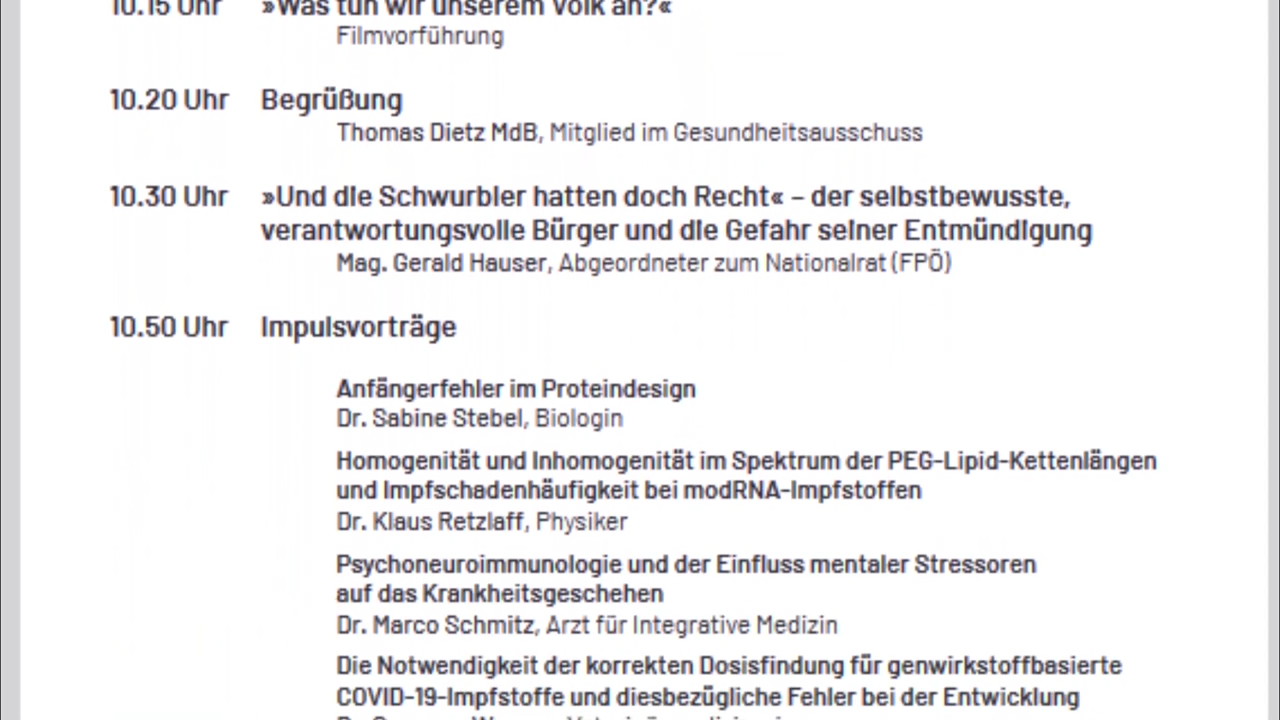 10.15 Uhr »Was tun wir unserem Volk an?«
Filmvorführung
10.20 Uhr Begrüßung
Thomas Dietz MdB, Mitglied im Gesundheitsausschuss
10.30 Uhr »Und die Schwurbler hatten doch Recht« – der selbstbewusste,
verantwortungsvolle Bürger und die Gefahr seiner Entmündigung
Mag. Gerald Hauser, Abgeordneter zum Nationalrat (FPÖ)
10.50 Uhr Impulsvorträge
Anfängerfehler im Proteindesign
Dr. Sabine Stebel, Biologin
Homogenität und Inhomogenität im Spektrum der PEG-Lipid-Kettenlängen
und Impfschadenhäufigkeit bei modRNA-Impfstoffen
Dr. Klaus Retzlaff, Physiker
Psychoneuroimmunologie und der Einfluss mentaler Stressoren
auf das Krankheitsgeschehen
Dr. Marco Schmitz, Arzt für Integrative Medizin
Die Notwendigkeit der korrekten Dosisfindung für genwirkstoffbasierte
COVID-19-Impfstoffe und diesbezügliche Fehler bei der Entwicklung